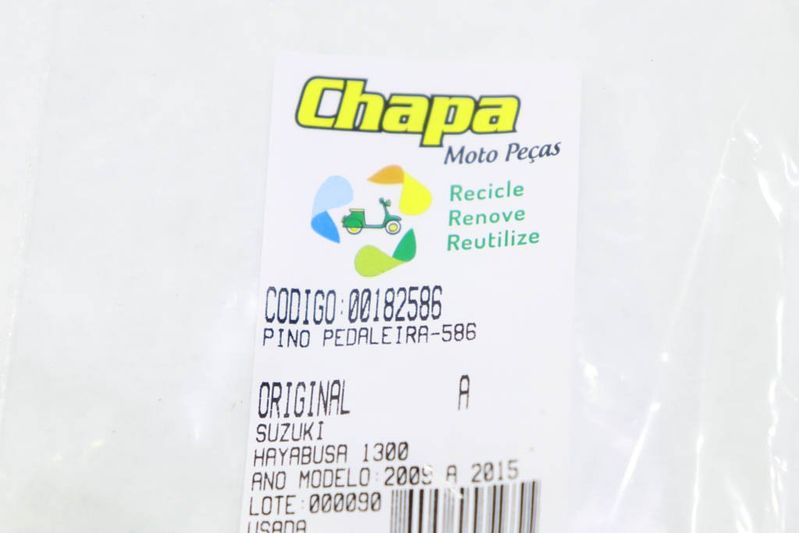 Chapa
Moto Peças
Recicle
Renove
Reutilize
CODIGO:00182586
PINO PEDALEIRA-586
ORIGINAL A
SUZUKI
HAYABUSA 1300
ANO MODELO:2009 A 2015
LOTE:000090
USADA